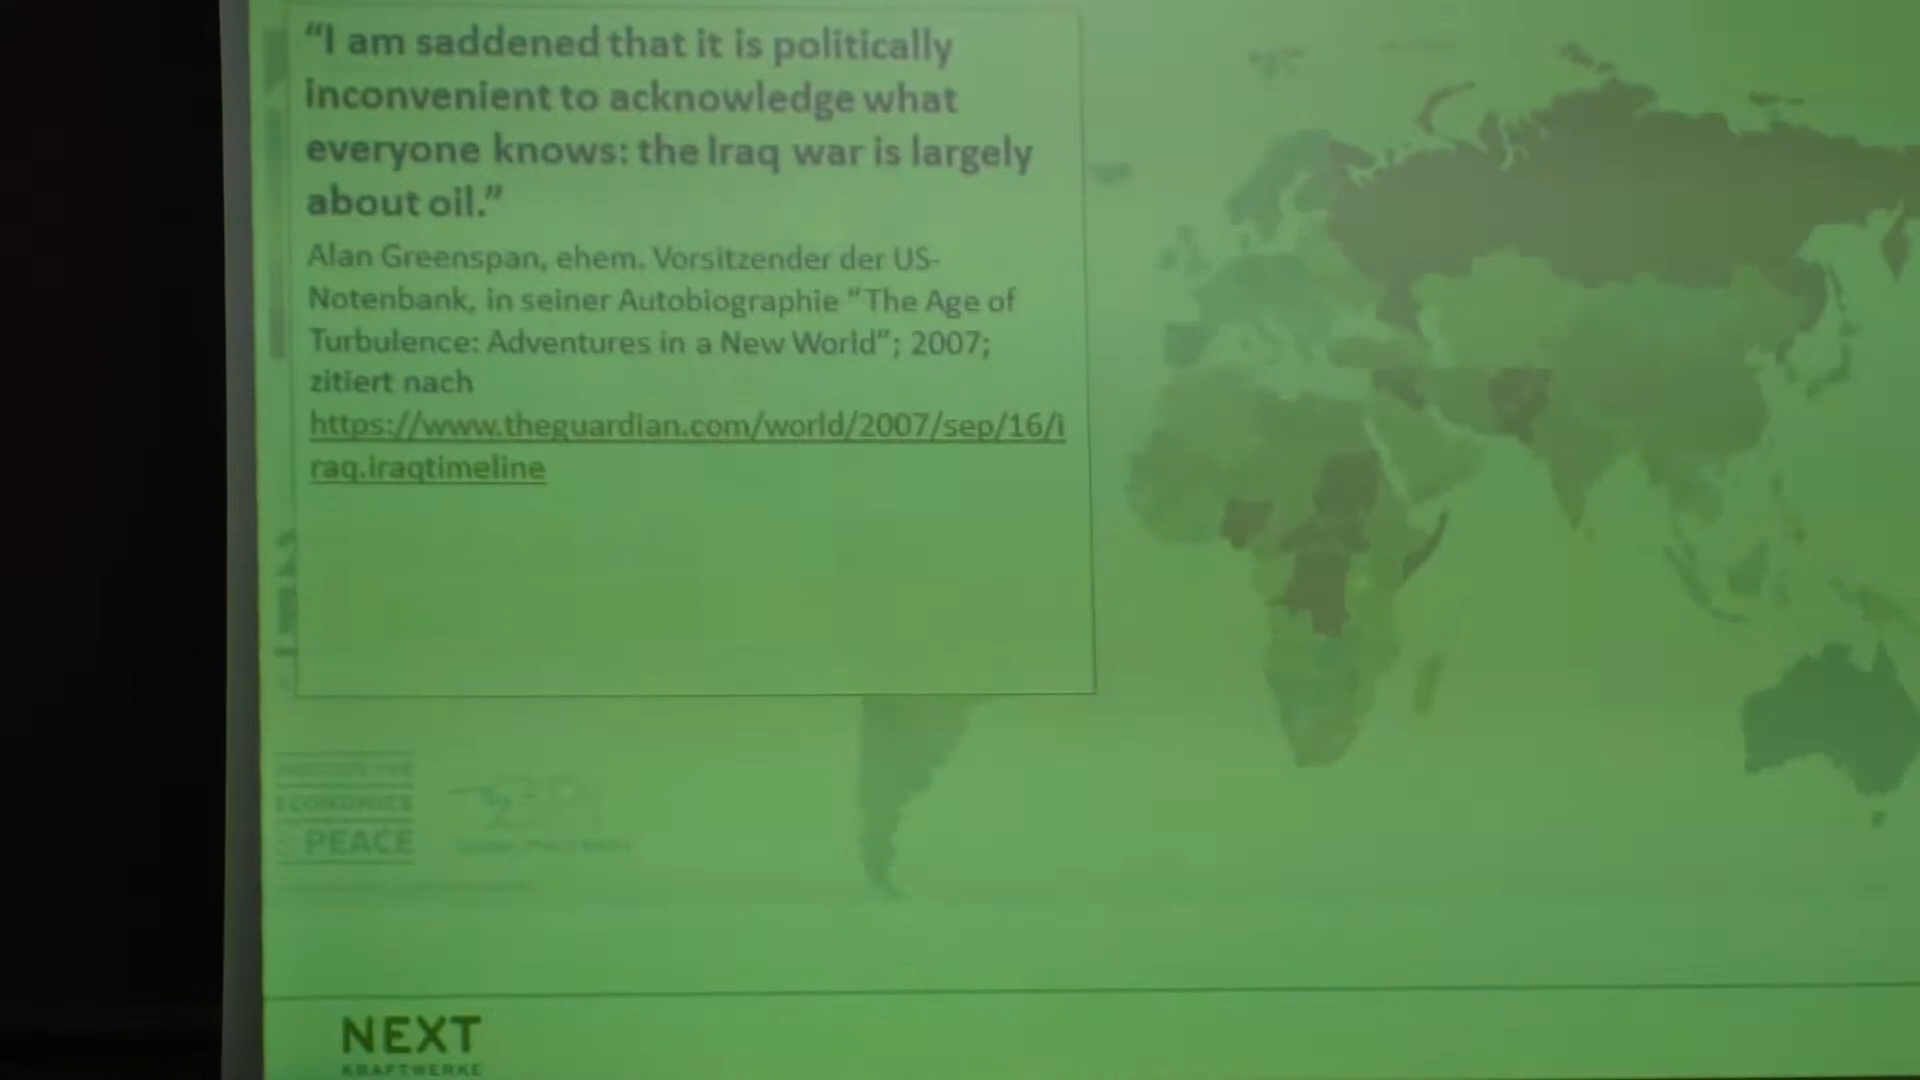 “I am saddened that it is politically
inconvenient to acknowledge what
everyone knows: the Iraq war is largely
about oil.”
Alan Greenspan, ehem. Vorsitzender der US-
Notenbank, in seiner Autobiographie “The Age of
Turbulence: Adventures in a New World”; 2007;
zitiert nach
https://www.theguardian.com/world/2007/sep/16/i
raq.iraqtimeline
ECONOMICS
PEACE
NEXT
KRAFTWERKE